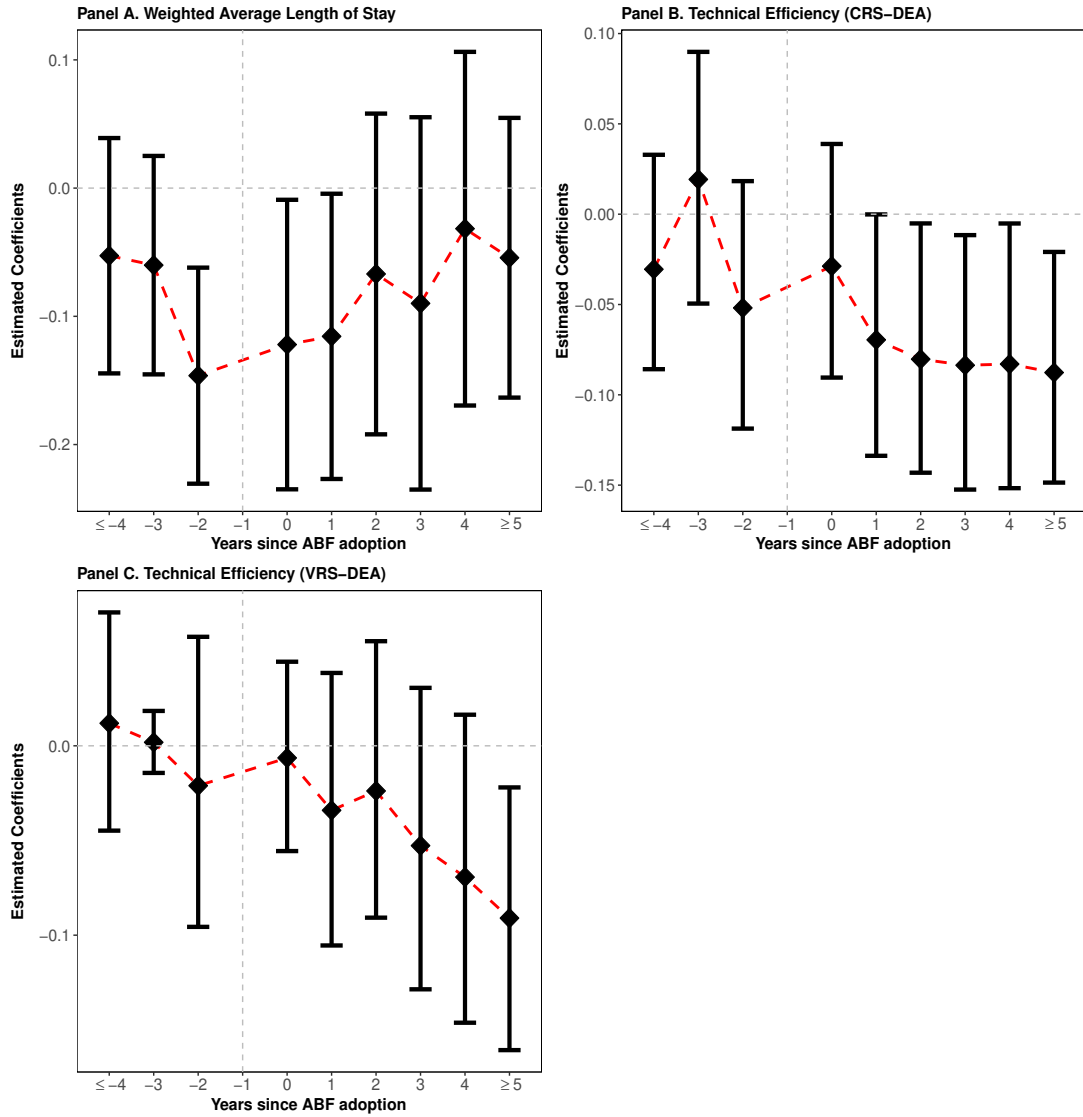 Panel A. Weighted Average Length of Stay
0.1
0.0
−0.1
−0.2
Estimated Coefficients
≤ −4 −3 −2 −1 0 1 2 3 4 ≥ 5
Years since ABF adoption
Panel B. Technical Efficiency (CRS−DEA)
0.10
0.05
0.00
−0.05
−0.10
−0.15
Estimated Coefficients
≤ −4 −3 −2 −1 0 1 2 3 4 ≥ 5
Years since ABF adoption
Panel C. Technical Efficiency (VRS−DEA)
0.0
−0.1
Estimated Coefficients
≤ −4 −3 −2 −1 0 1 2 3 4 ≥ 5
Years since ABF adoption